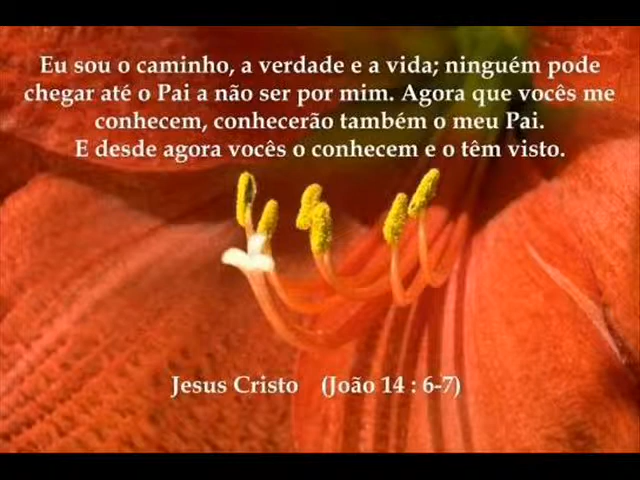 Eu sou o caminho, a verdade e a vida; ninguém pode
chegar até o Pai a não ser por mim. Agora que vocês me
conhecem, conhecerão também o meu Pai.
E desde agora vocês o conhecem e o têm visto.
Jesus Cristo (João 14 : 6-7)